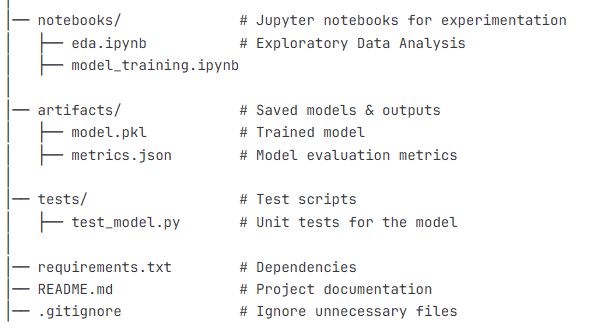 │
├── notebooks/              # Jupyter notebooks for experimentation
│   ├── eda.ipynb           # Exploratory Data Analysis
│   ├── model_training.ipynb
│
├── artifacts/              # Saved models & outputs
│   ├── model.pkl           # Trained model
│   ├── metrics.json        # Model evaluation metrics
│
├── tests/                  # Test scripts
│   ├── test_model.py       # Unit tests for the model
│
├── requirements.txt        # Dependencies
├── README.md               # Project documentation
├── .gitignore              # Ignore unnecessary files